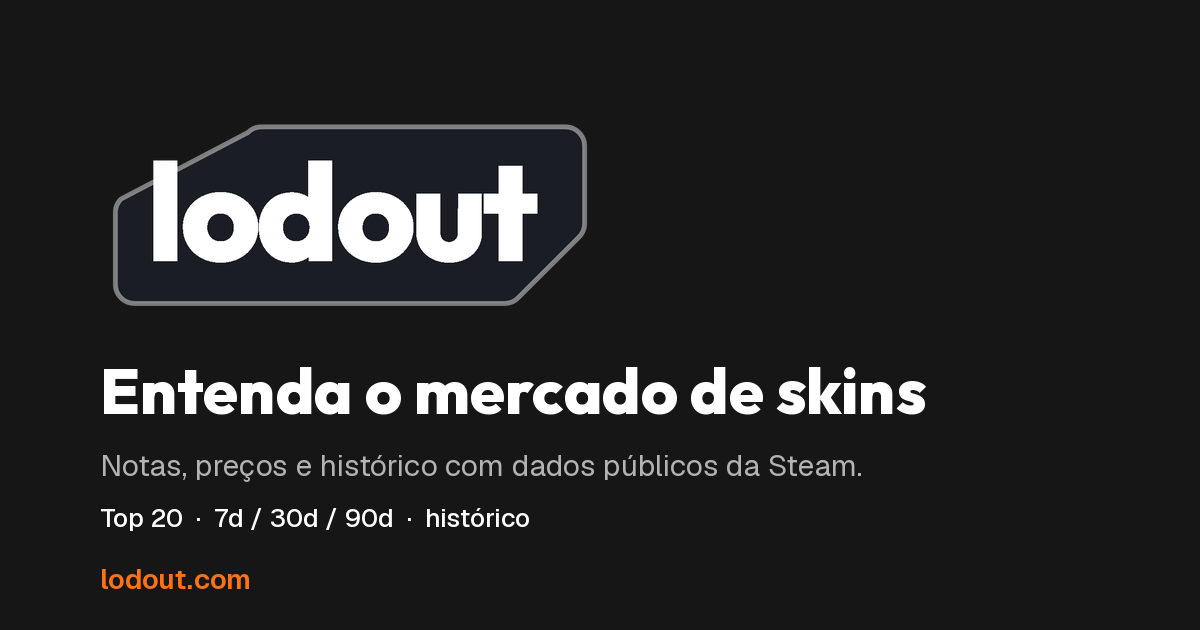 lodout
Entenda o mercado de skins
Notas, preços e histórico com dados públicos da Steam.
Top 20 · 7d / 30d / 90d · histórico
lodout.com